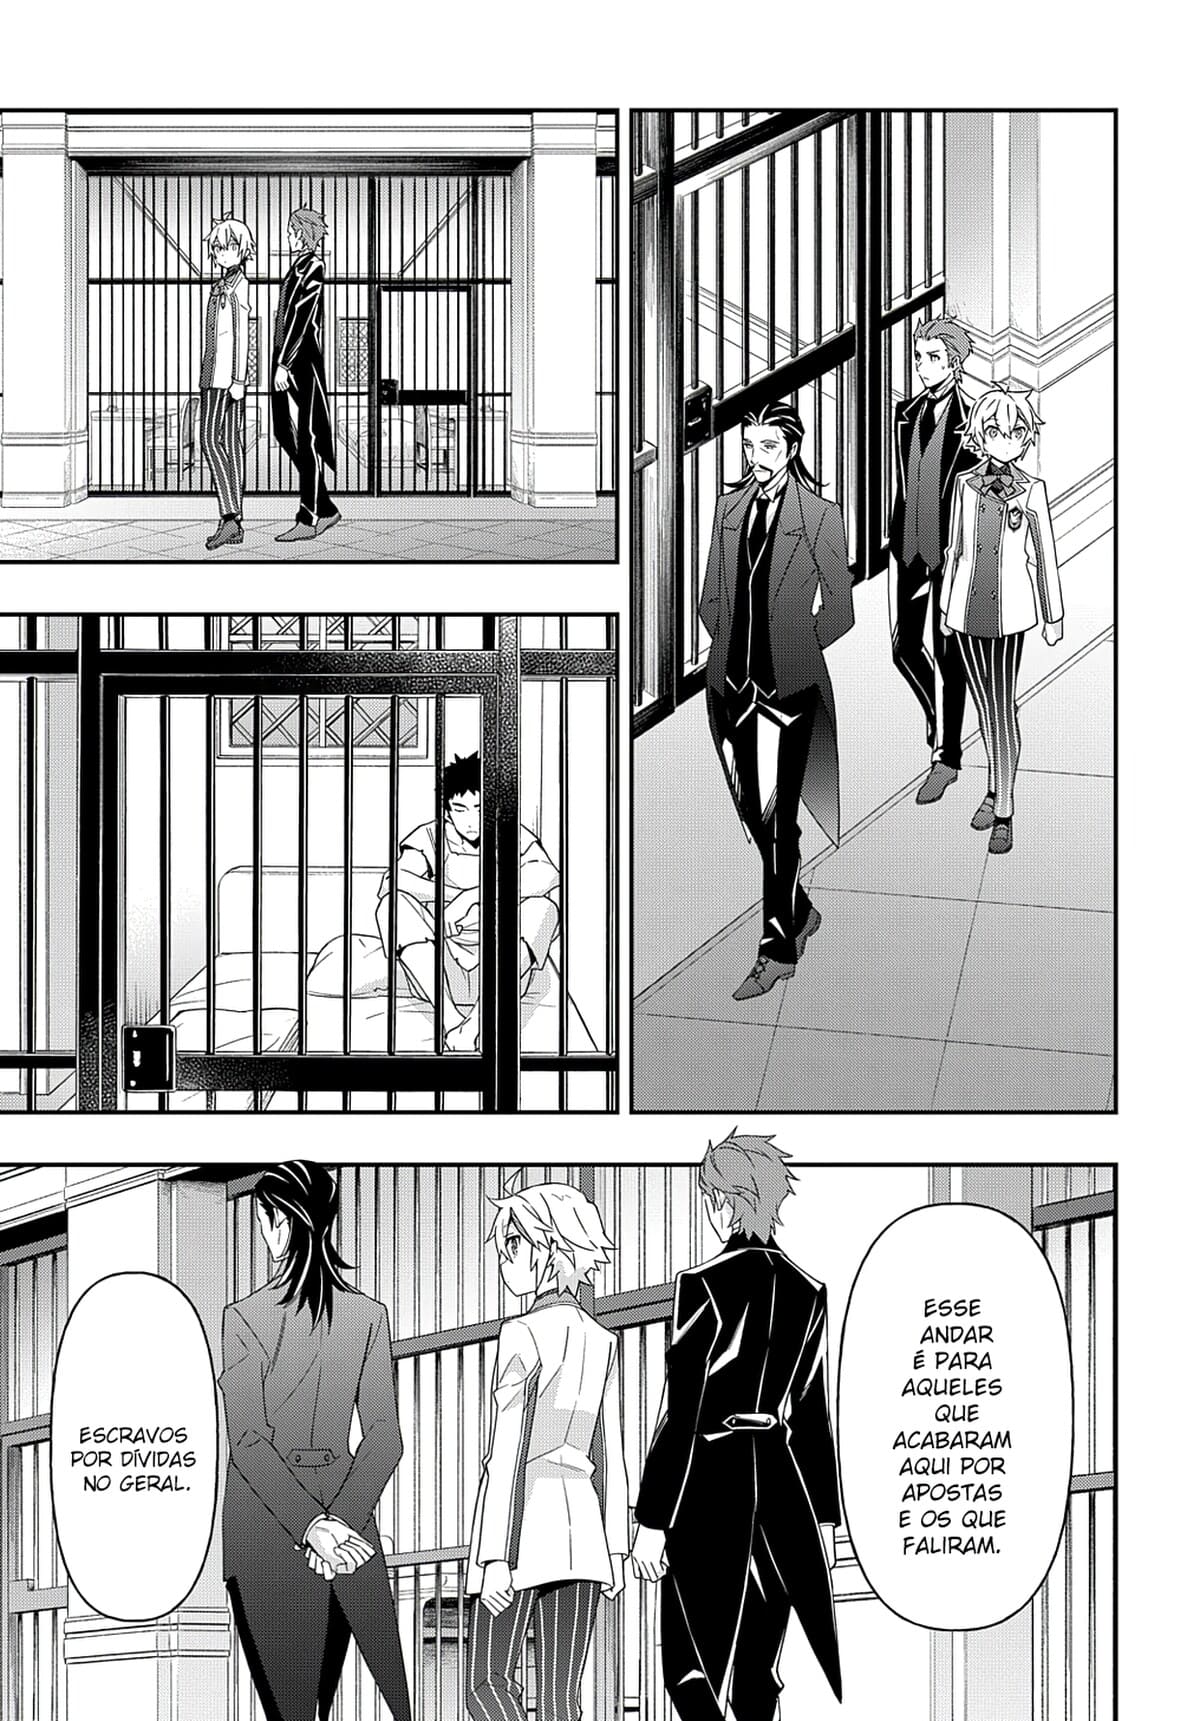 ESSE
ANDAR
É PARA
AQUELES
QUE
ACABARAM
AQUI POR
APOSTAS
E OS QUE
FALIRAM.
ESCRAVOS
POR DÍVIDAS
NO GERAL.